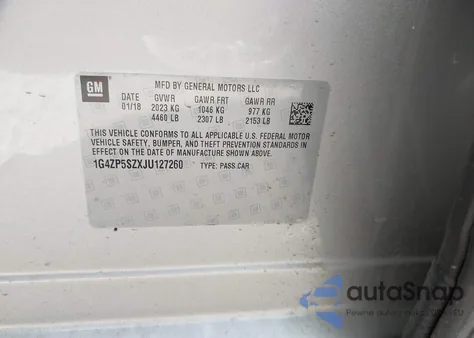 GM
MFD BY GENERAL MOTORS LLC
DATE GVWR GAWR FRT GAWR RR
01/18 2023 KG 1046 KG 977 KG
4460 LB 2307 LB 2153 LB
THIS VEHICLE CONFORMS TO ALL APPLICABLE U.S. FEDERAL MOTOR
VEHICLE SAFETY, BUMPER, AND THEFT PREVENTION STANDARDS
IN EFFECT ON THE DATE OF MANUFACTURE SHOWN ABOVE.
1G4ZP5SZXJU127260 TYPE: PASS CAR
autoSnap